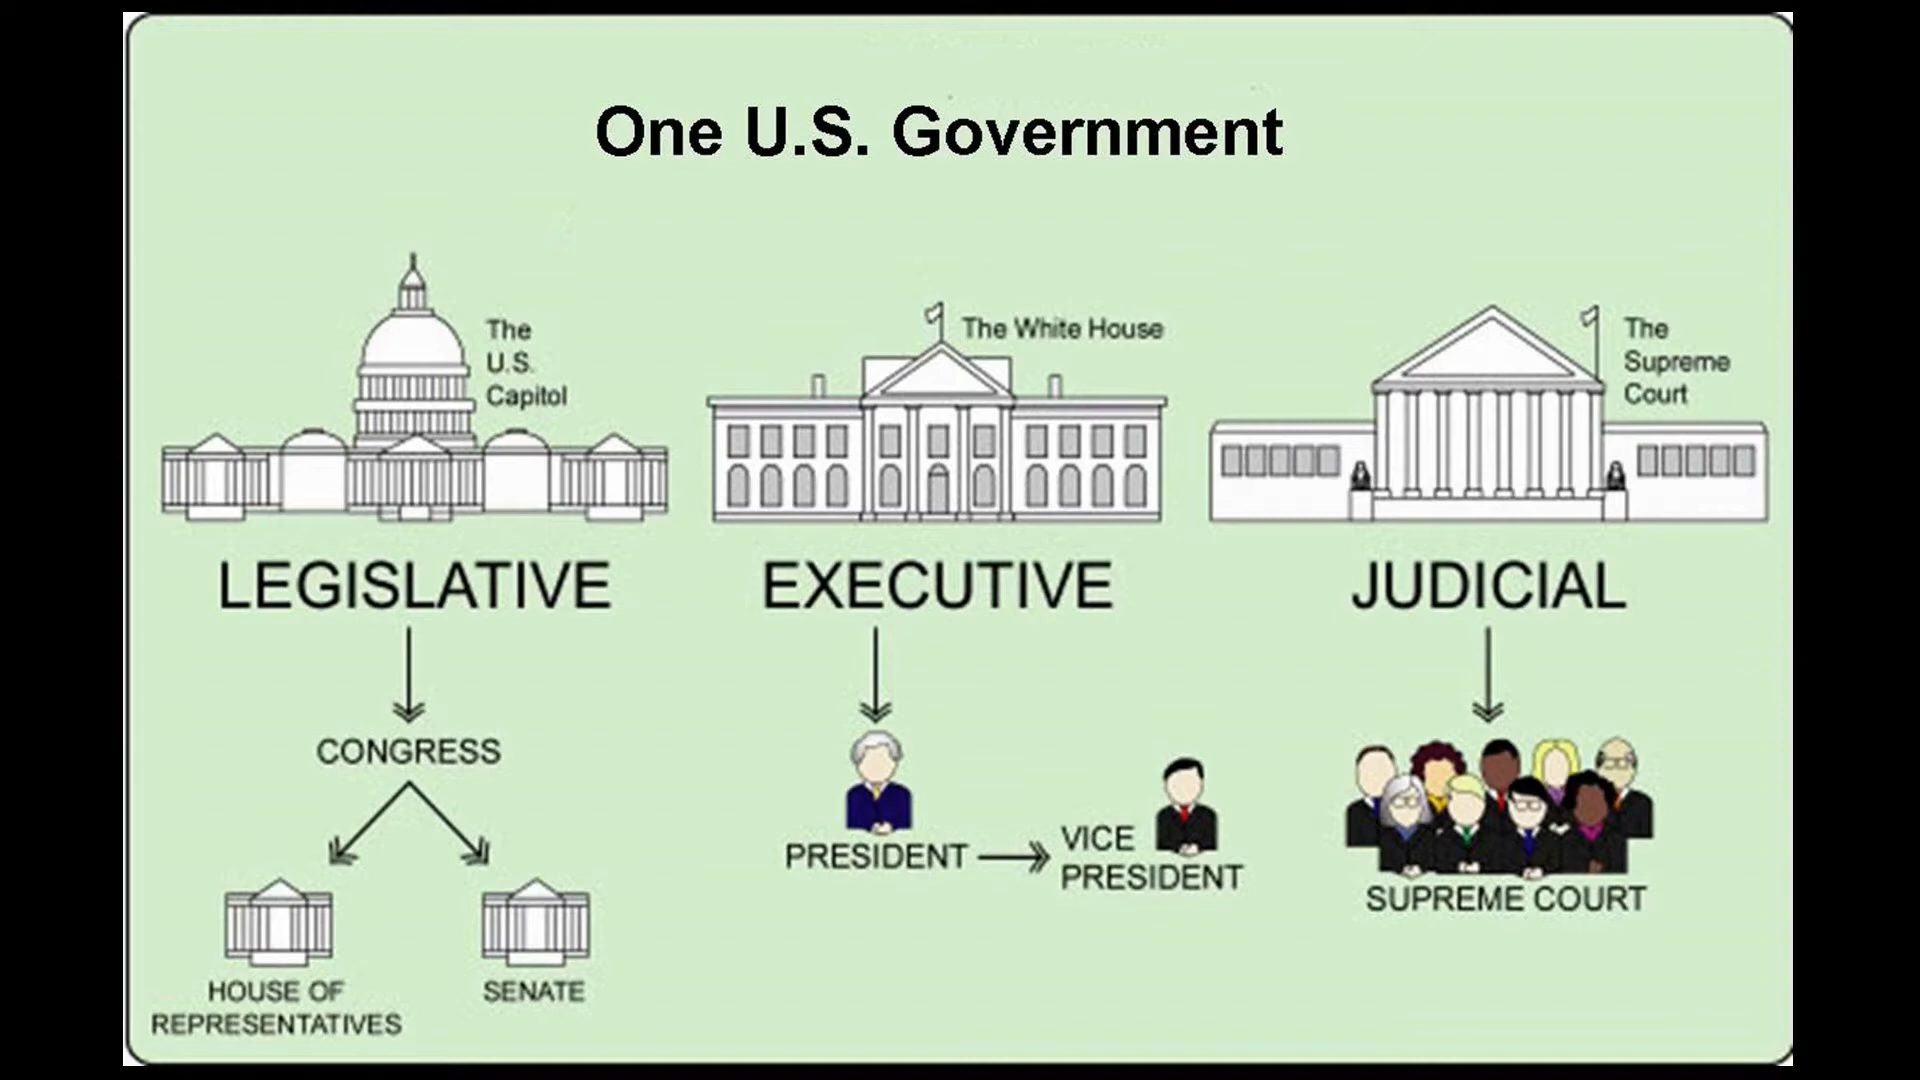 One U.S. Government
The
U.S.
Capitol
The White House
The
Supreme
Court
LEGISLATIVE
EXECUTIVE
JUDICIAL
CONGRESS
HOUSE OF
REPRESENTATIVES
SENATE
PRESIDENT
VICE
PRESIDENT
SUPREME COURT